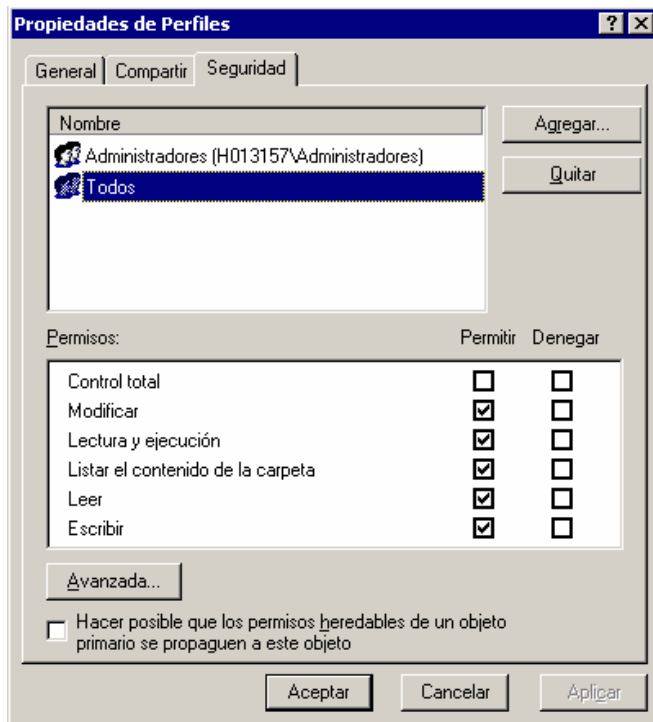 Propiedades de Perfiles
General Compartir Seguridad
Nombre
Agregar...
Administradores (H013157\Administradores)
Todos
Quitar
Permisos: Permitir Denegar
Control total
Modificar
Lectura y ejecución
Listar el contenido de la carpeta
Leer
Escribir
Avanzada...
Hacer posible que los permisos heredables de un objeto
primario se propaguen a este objeto
Aceptar Cancelar Aplicar